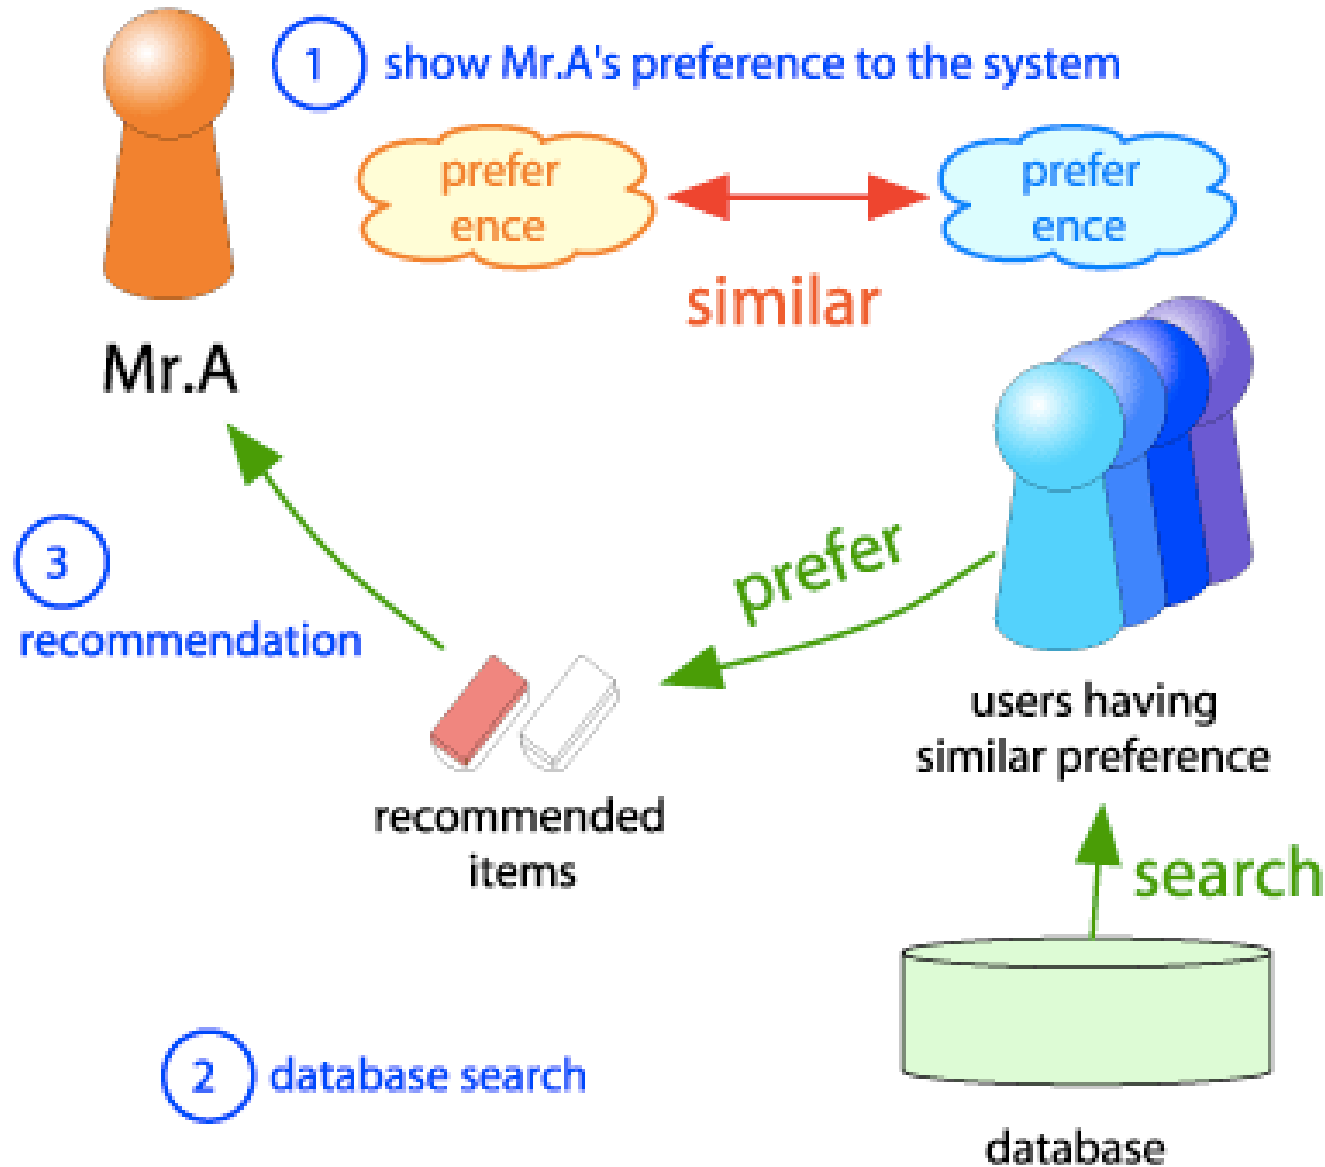 1 show Mr.A's preference to the system
prefer
ence
prefer
ence
similar
Mr.A
3
recommendation
prefer
users having
similar preference
recommended
items
search
2 database search
database